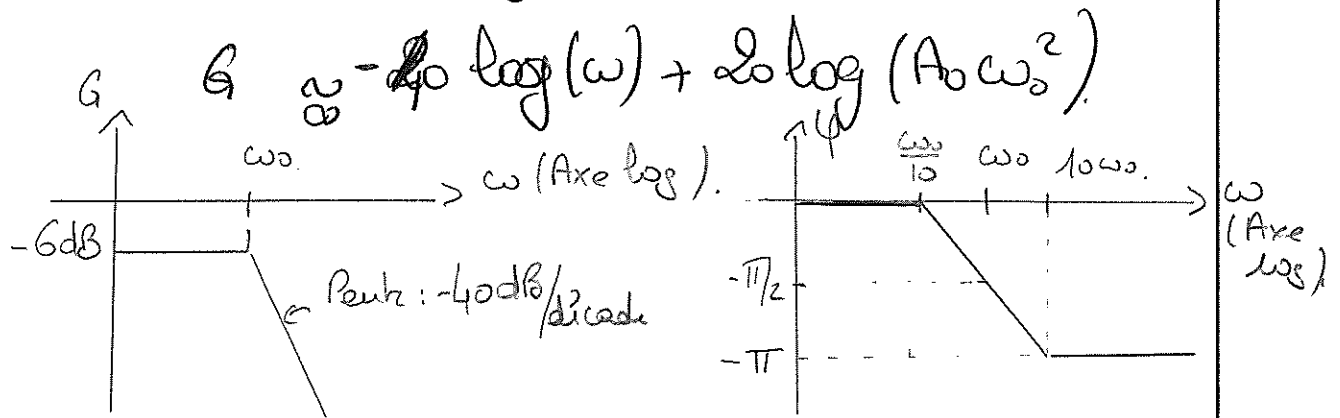 G ≈ -40 log(ω) + 20 log (A₀ω₀²)
∞
G
ω₀
ω (Axe log).
-6dB
Pente : -40dB/décade
φ
ω₀/10
ω₀
10ω₀.
ω
(Axe
log)
-π/2
-π